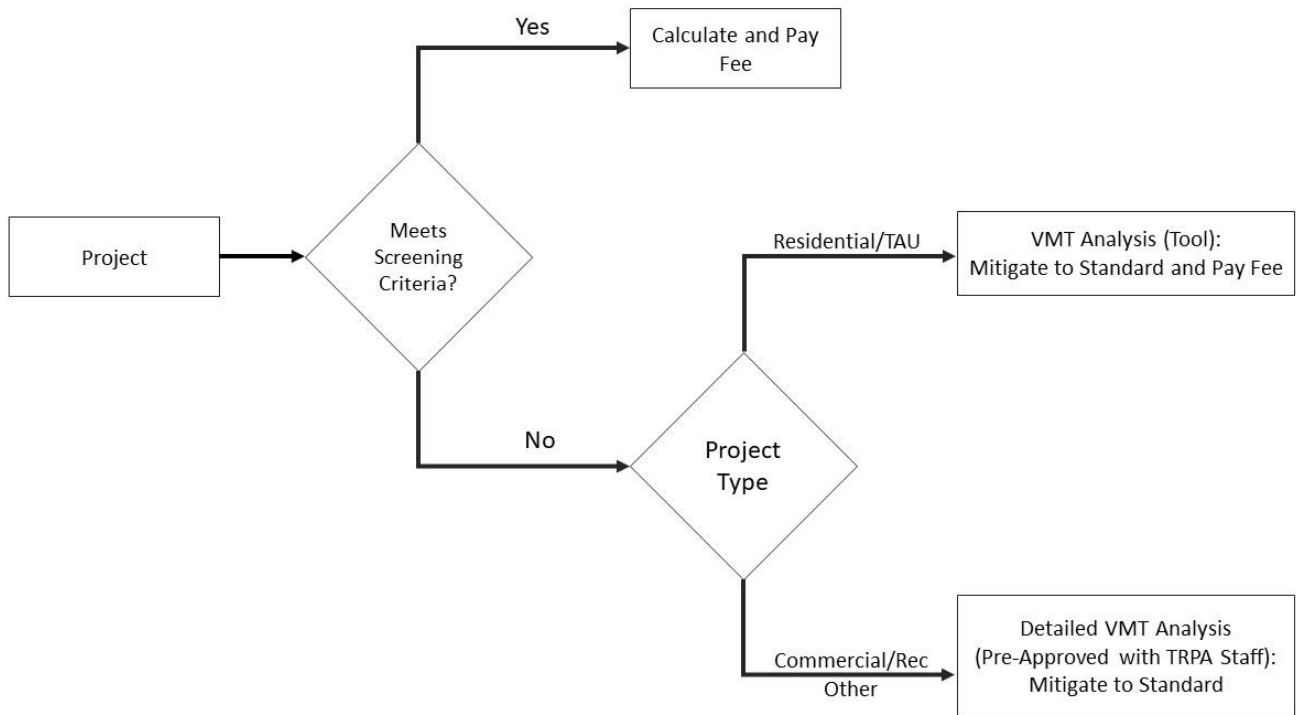 Yes
Calculate and Pay
Fee
Project
Meets
Screening
Criteria?
Residential/TAU
VMT Analysis (Tool):
Mitigate to Standard and Pay Fee
No
Project
Type
Commercial/Rec
Other
Detailed VMT Analysis
(Pre-Approved with TRPA Staff):
Mitigate to Standard